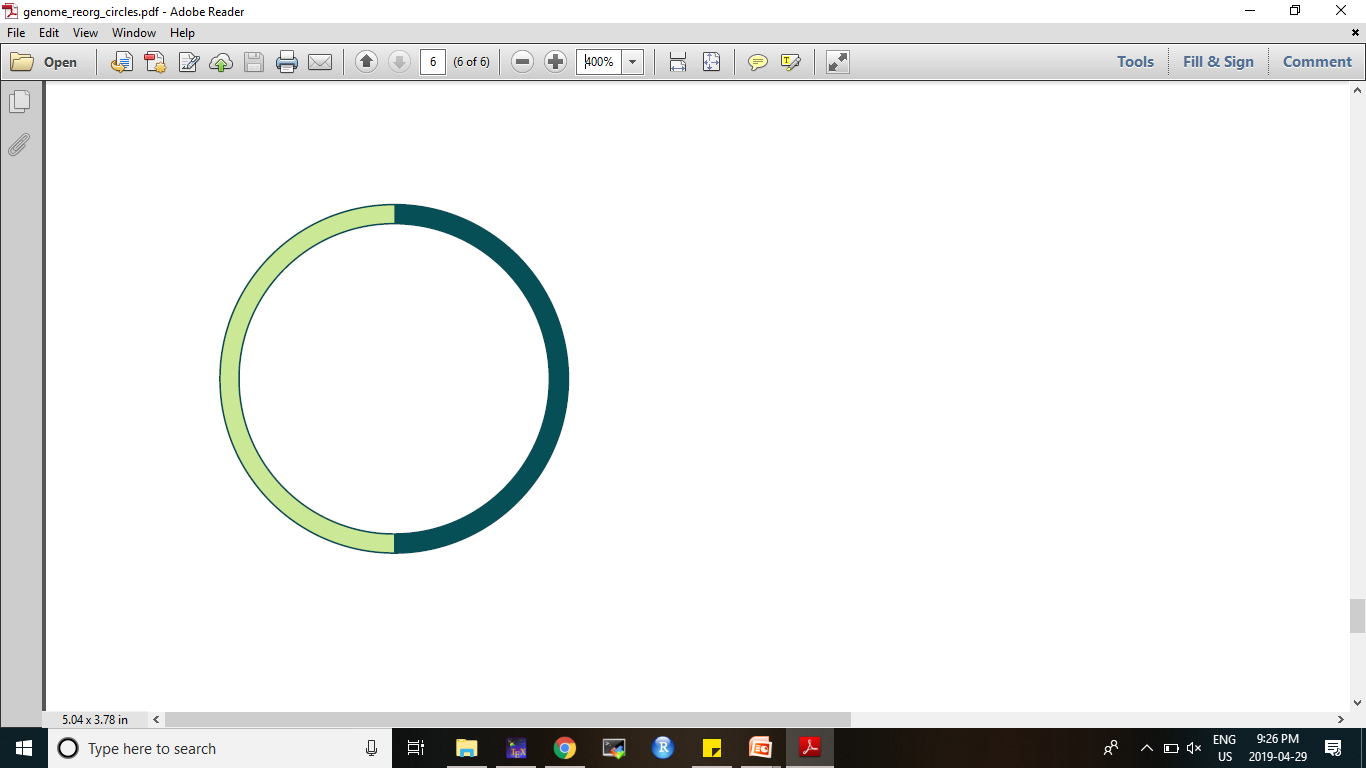 genome_reorg_circles.pdf - Adobe Reader
File Edit View Window Help
Open 6 (6 of 6) 400% Tools Fill & Sign Comment
5.04 x 3.78 in
Type here to search
ENG
US
9:26 PM
2019-04-29